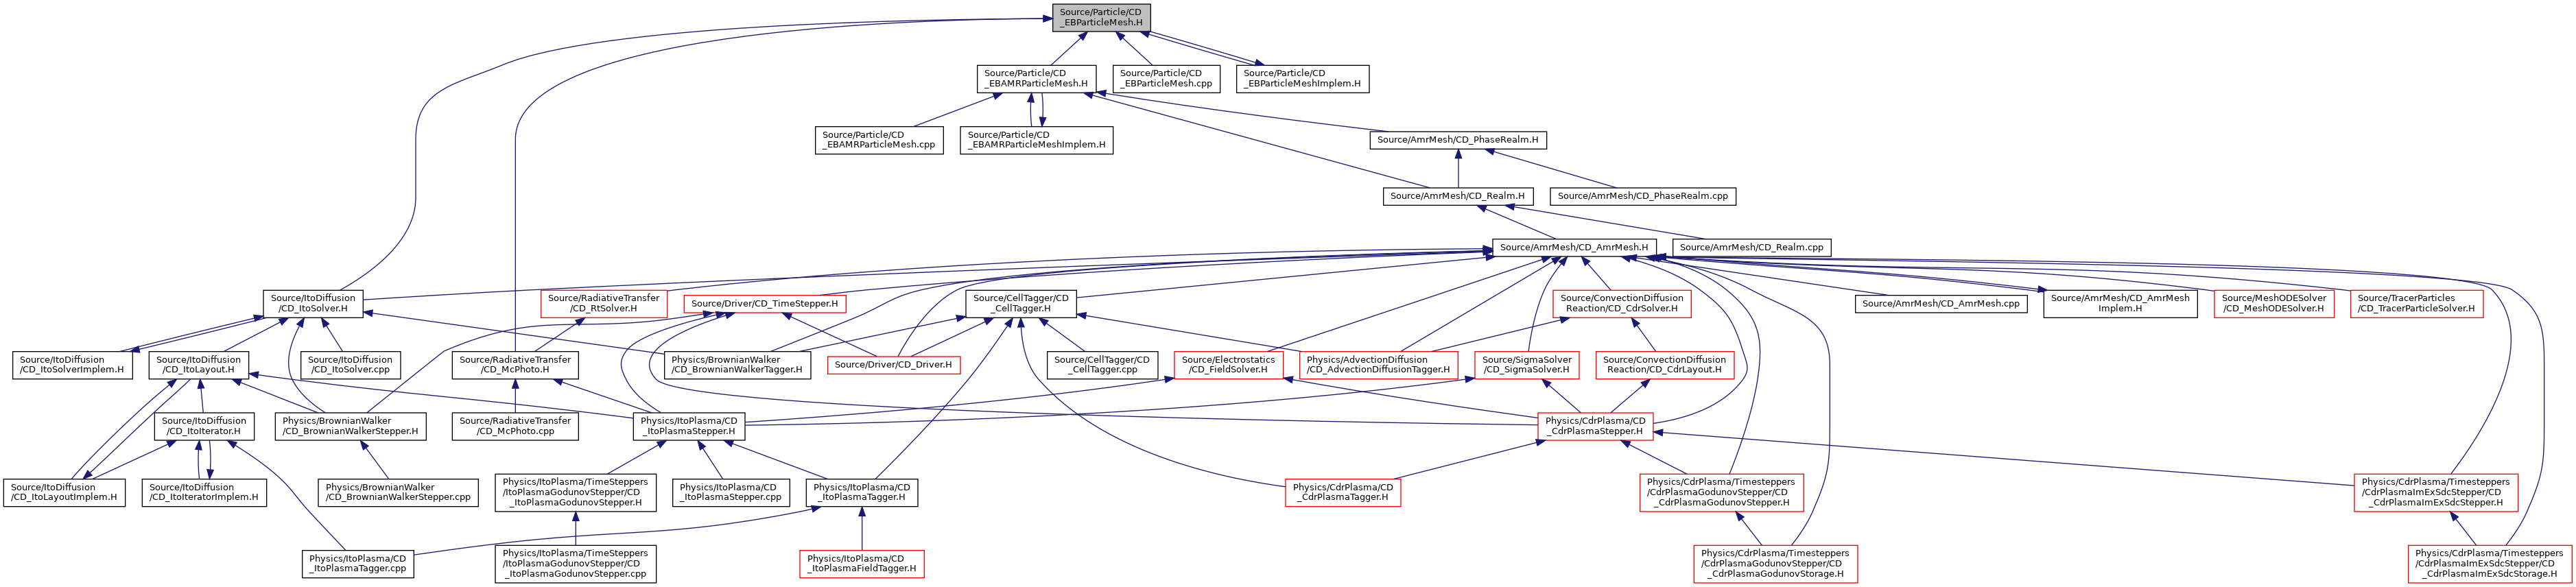 Source/Particle/CD
_EBParticleMesh.H
Source/Particle/CD
_EBAMRParticleMesh.H
Source/Particle/CD
_EBParticleMesh.cpp
Source/Particle/CD
_EBParticleMeshImplem.H
Source/Particle/CD
_EBAMRParticleMesh.cpp
Source/Particle/CD
_EBAMRParticleMeshImplem.H
Source/AmrMesh/CD_PhaseRealm.H
Source/AmrMesh/CD_Realm.H
Source/AmrMesh/CD_PhaseRealm.cpp
Source/AmrMesh/CD_AmrMesh.H
Source/AmrMesh/CD_Realm.cpp
Source/ItoDiffusion
/CD_ItoSolver.H
Source/RadiativeTransfer
/CD_RtSolver.H
Source/Driver/CD_TimeStepper.H
Source/CellTagger/CD
_CellTagger.H
Source/ConvectionDiffusion
Reaction/CD_CdrSolver.H
Source/AmrMesh/CD_AmrMesh.cpp
Source/AmrMesh/CD_AmrMesh
Implem.H
Source/MeshODESolver
/CD_MeshODESolver.H
Source/TracerParticles
/CD_TracerParticleSolver.H
Source/ItoDiffusion
/CD_ItoSolverImplem.H
Source/ItoDiffusion
/CD_ItoLayout.H
Source/ItoDiffusion
/CD_ItoSolver.cpp
Source/RadiativeTransfer
/CD_McPhoto.H
Physics/BrownianWalker
/CD_BrownianWalkerTagger.H
Source/Driver/CD_Driver.H
Source/CellTagger/CD
_CellTagger.cpp
Source/Electrostatics
/CD_FieldSolver.H
Physics/AdvectionDiffusion
/CD_AdvectionDiffusionTagger.H
Source/SigmaSolver
/CD_SigmaSolver.H
Source/ConvectionDiffusion
Reaction/CD_CdrLayout.H
Source/ItoDiffusion
/CD_ItoIterator.H
Physics/BrownianWalker
/CD_BrownianWalkerStepper.H
Source/RadiativeTransfer
/CD_McPhoto.cpp
Physics/ItoPlasma/CD
_ItoPlasmaStepper.H
Physics/CdrPlasma/CD
_CdrPlasmaStepper.H
Source/ItoDiffusion
/CD_ItoLayoutImplem.H
Source/ItoDiffusion
/CD_ItoIteratorImplem.H
Physics/BrownianWalker
/CD_BrownianWalkerStepper.cpp
Physics/ItoPlasma/TimeSteppers
/ItoPlasmaGodunovStepper/CD
_ItoPlasmaGodunovStepper.H
Physics/ItoPlasma/CD
_ItoPlasmaStepper.cpp
Physics/ItoPlasma/CD
_ItoPlasmaTagger.H
Physics/CdrPlasma/CD
_CdrPlasmaTagger.H
Physics/CdrPlasma/Timesteppers
/CdrPlasmaGodunovStepper/CD
_CdrPlasmaGodunovStepper.H
Physics/CdrPlasma/Timesteppers
/CdrPlasmaImExSdcStepper/CD
_CdrPlasmaImExSdcStepper.H
Physics/ItoPlasma/CD
_ItoPlasmaTagger.cpp
Physics/ItoPlasma/TimeSteppers
/ItoPlasmaGodunovStepper/CD
_ItoPlasmaGodunovStepper.cpp
Physics/ItoPlasma/CD
_ItoPlasmaFieldTagger.H
Physics/CdrPlasma/Timesteppers
/CdrPlasmaGodunovStepper/CD
_CdrPlasmaGodunovStorage.H
Physics/CdrPlasma/Timesteppers
/CdrPlasmaImExSdcStepper/CD
_CdrPlasmaImExSdcStorage.H